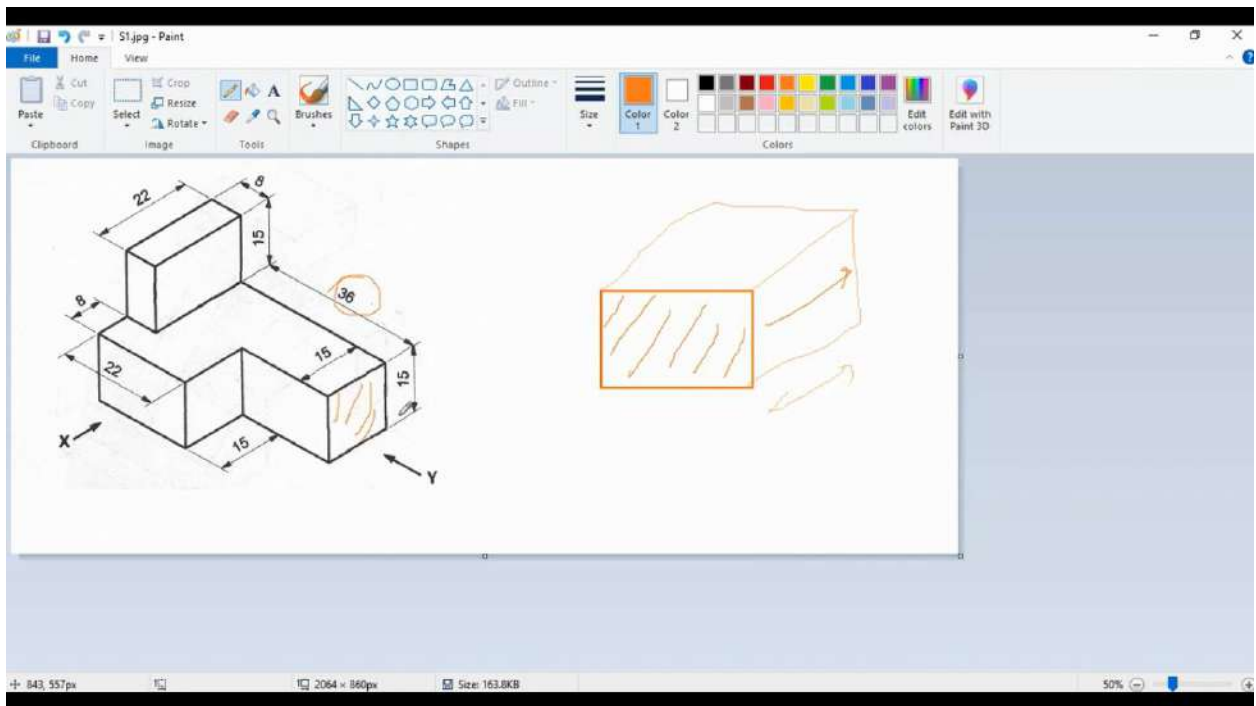 S1.jpg - Paint
File Home View
Paste
Cut
Copy
Clipboard
Select
Crop
Resize
Rotate
Image
A
Tools
Brushes
Outline
Fill
Shapes
Size
Color 1
Color 2
Edit colors
Colors
Edit with Paint 3D
22
8
15
36
8
22
15
15
15
X
Y
843, 557px
2064 × 860px
Size: 163.8KB
50%